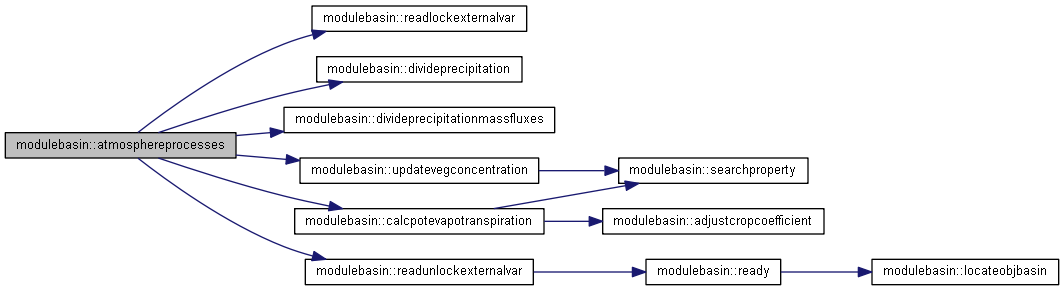 modulebasin::readlockexternalvar
modulebasin::divideprecipitation
modulebasin::divideprecipitationmassfluxes
modulebasin::atmosphereprocesses
modulebasin::updatevegconcentration
modulebasin::searchproperty
modulebasin::calcpotevapotranspiration
modulebasin::adjustcropcoefficient
modulebasin::readunlockexternalvar
modulebasin::ready
modulebasin::locateobjbasin